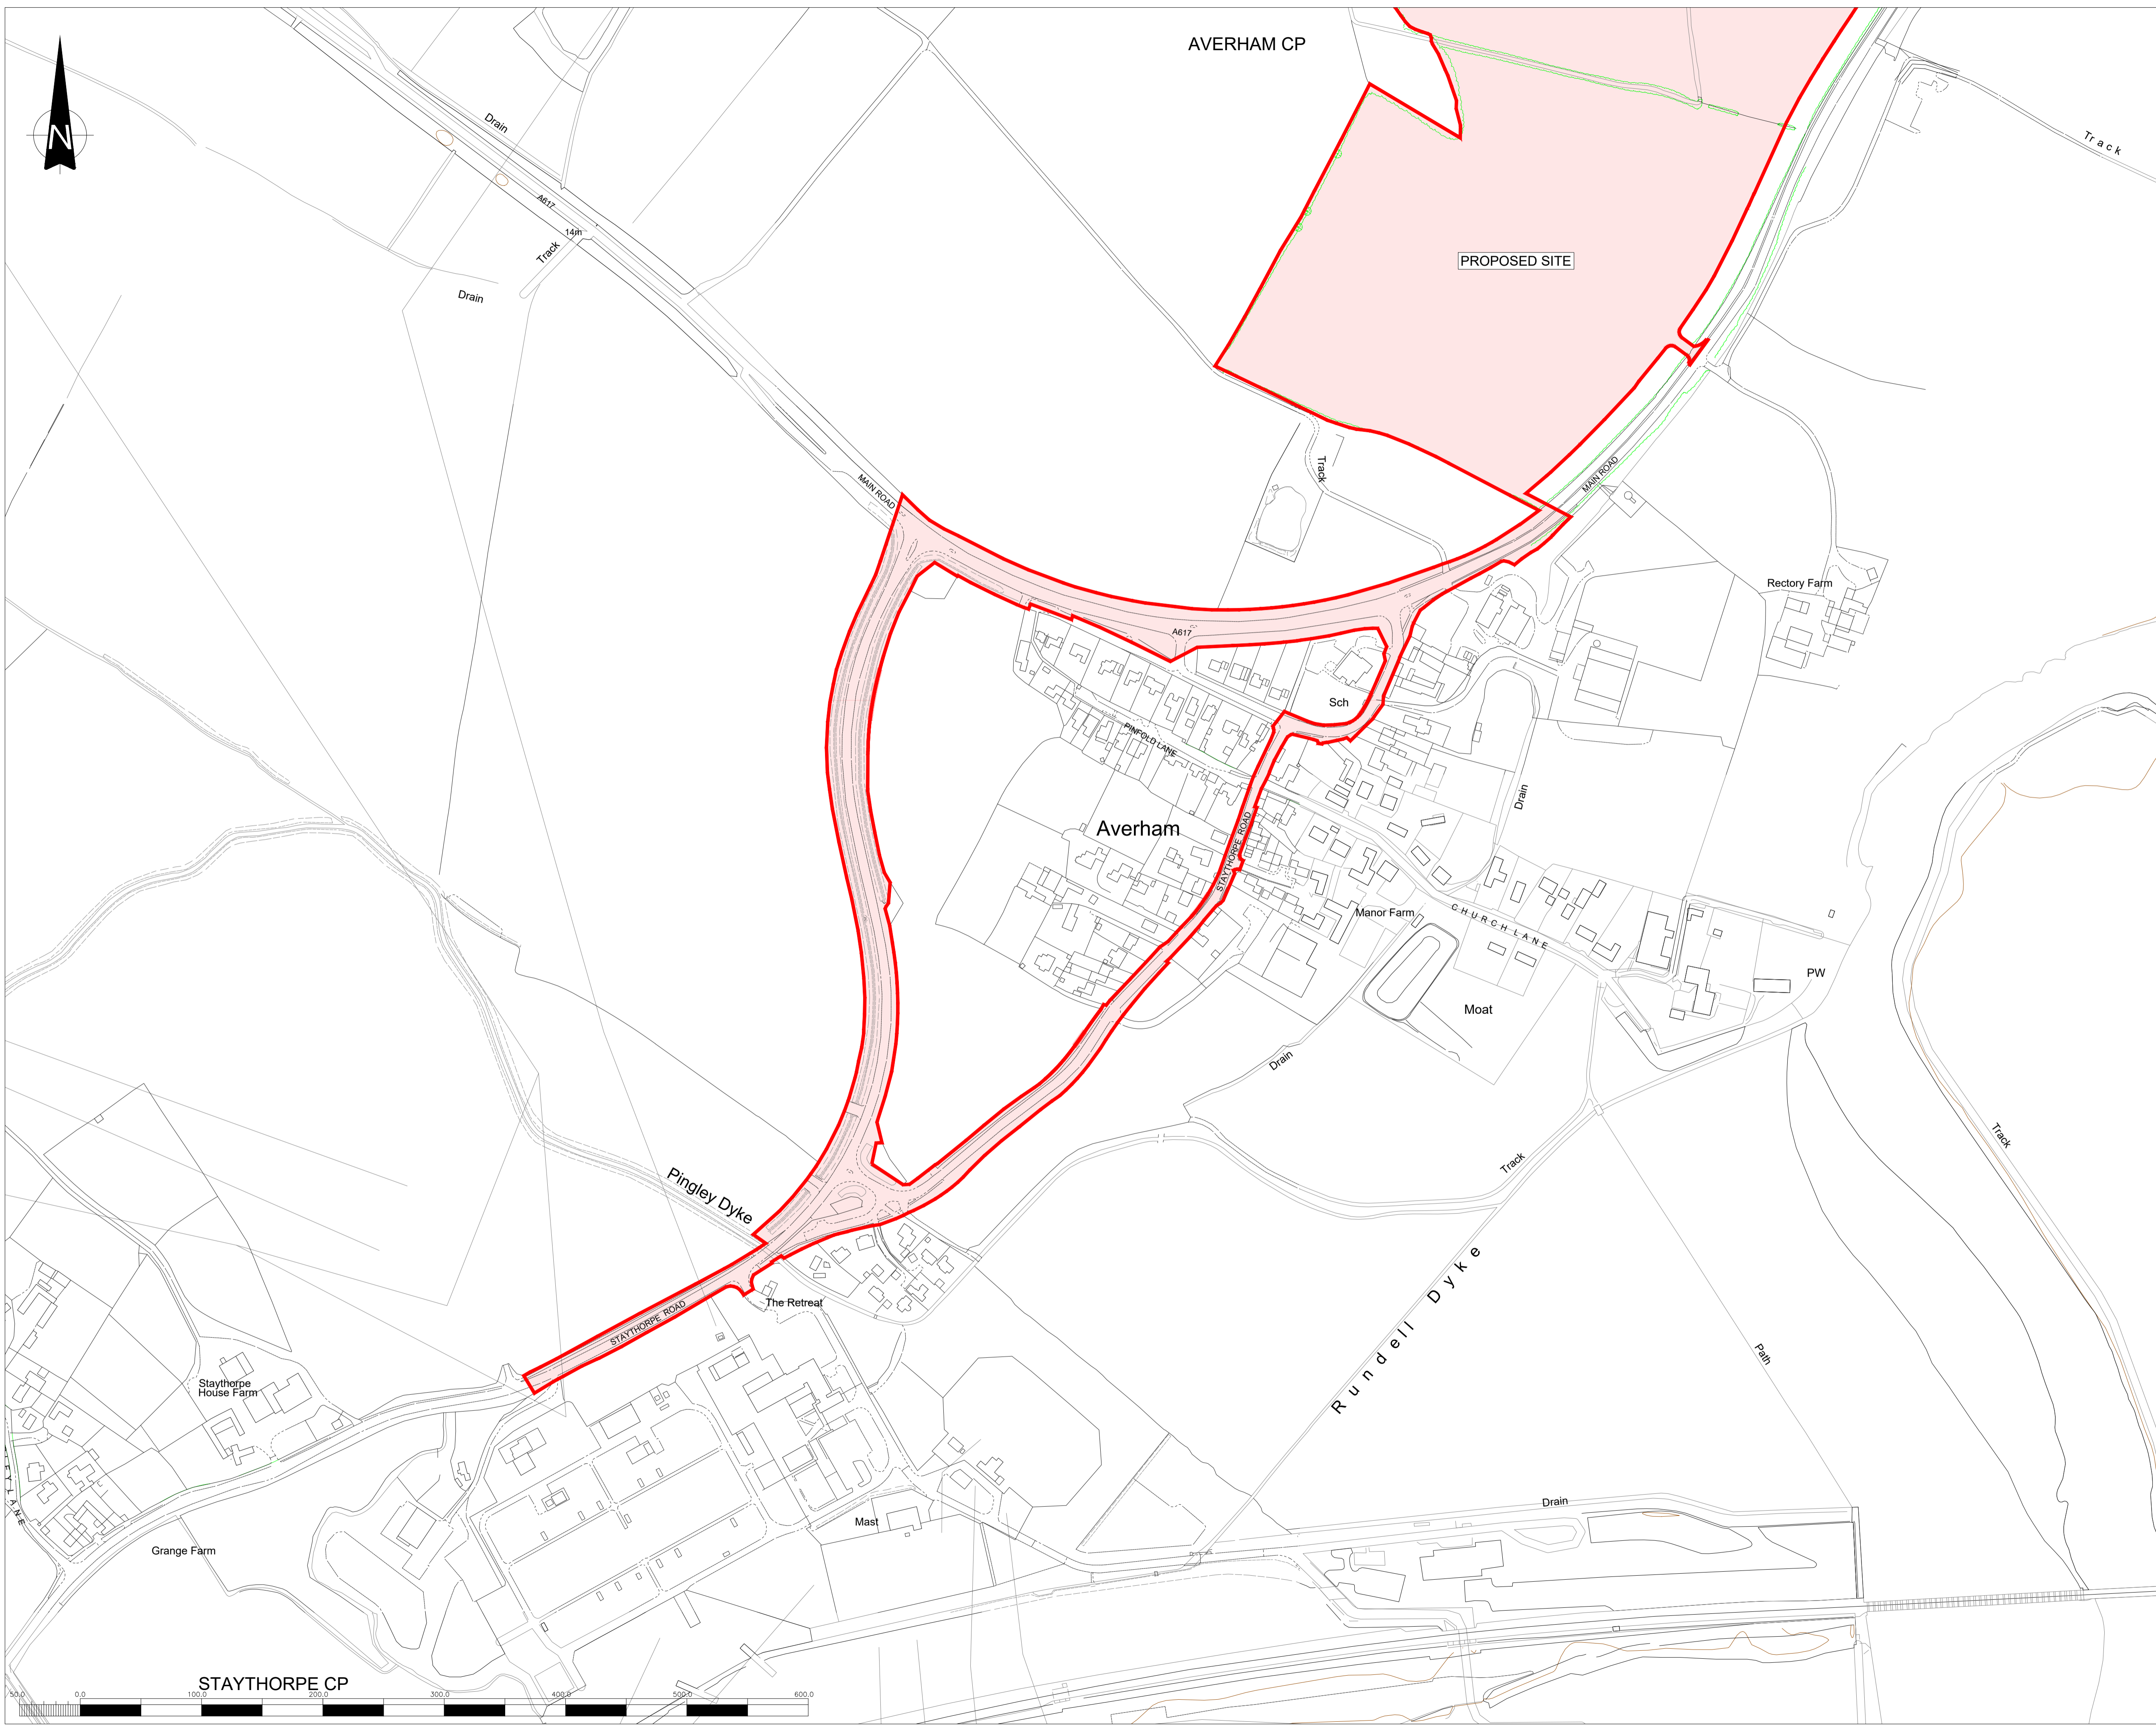 AVERHAM CP
N
Drain
Track
A617
14m
Track
Drain
PROPOSED SITE
MAIN ROAD
Track
MAIN ROAD
Rectory Farm
A617
Sch
PINFOLD LANE
Drain
Averham
STAYTHORPE ROAD
Manor Farm
CHURCH LANE
PW
Moat
Drain
Track
Track
Pingley Dyke
Rundell Dyke
The Retreat
STAYTHORPE ROAD
Path
Staythorpe
House Farm
LANE
Drain
Mast
Grange Farm
STAYTHORPE CP
50.0 0.0 100.0 200.0 300.0 400.0 500.0 600.0